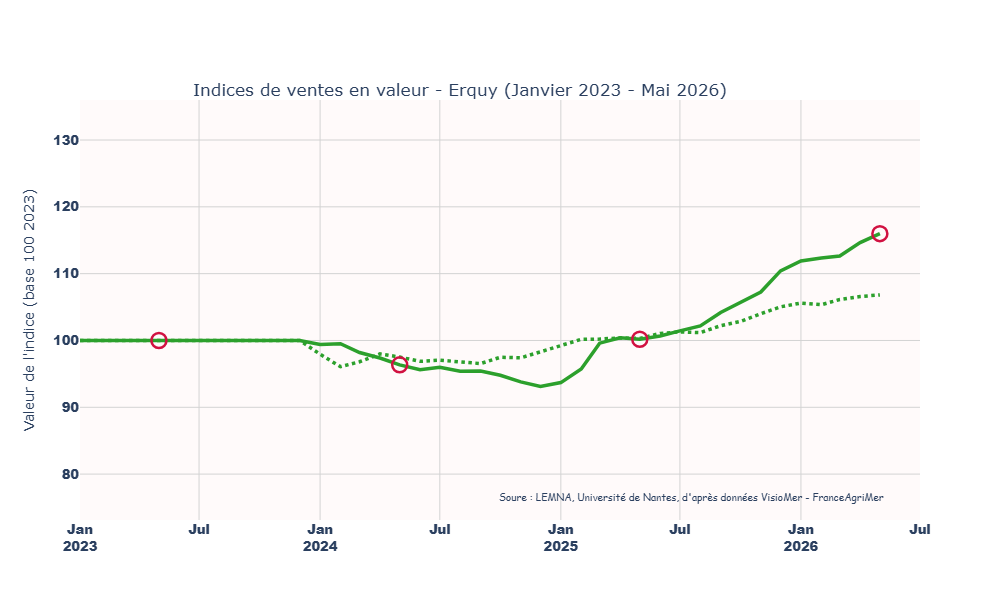 Indices de ventes en valeur - Erquy (Janvier 2023 - Mai 2026)
Valeur de l'indice (base 100 2023)
130
120
110
100
90
80
Soure : LEMNA, Université de Nantes, d'après données VisioMer - FranceAgriMer
Jan Jul Jan Jul Jan Jul Jan Jul
2023 2024 2025 2026